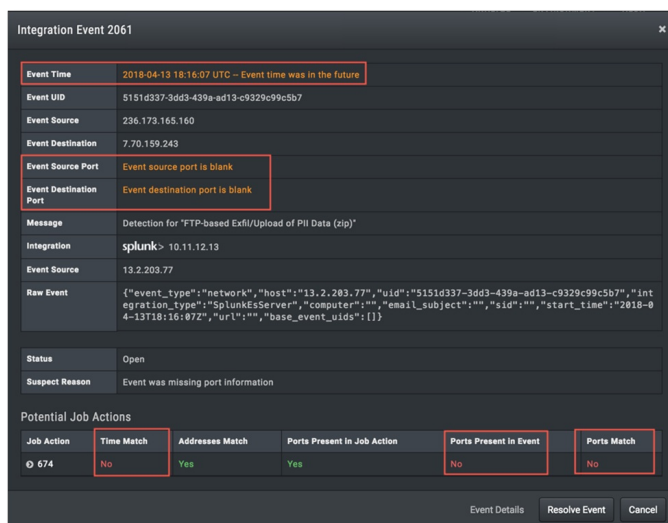 Integration Event 2061
×
Event Time 2018-04-13 18:16:07 UTC -- Event time was in the future
Event UID 5151d337-3dd3-439a-ad13-c9329c99c5b7
Event Source 236.173.165.160
Event Destination 7.70.159.243
Event Source Port Event source port is blank
Event Destination Port Event destination port is blank
Message Detection for "FTP-based Exfil/Upload of PII Data (zip)"
Integration splunk> 10.11.12.13
Event Source 13.2.203.77
Raw Event {"event_type":"network","host":"13.2.203.77","uid":"5151d337-3dd3-439a-ad13-c9329c99c5b7","int
egration_type":"SplunkEsServer","computer":"","email_subject":"","sid":"","start_time":"2018-0
4-13T18:16:07Z","url":"","base_event_uids":[]}
Status Open
Suspect Reason Event was missing port information
Potential Job Actions
Job Action Time Match Addresses Match Ports Present in Job Action Ports Present in Event Ports Match
674 No Yes Yes No No
Event Details Resolve Event Cancel